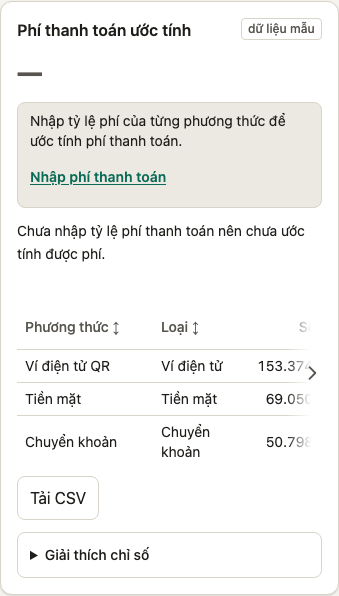 Phí thanh toán ước tính
dữ liệu mẫu
—
Nhập tỷ lệ phí của từng phương thức để
ước tính phí thanh toán.
Nhập phí thanh toán
Chưa nhập tỷ lệ phí thanh toán nên chưa ước
tính được phí.
Phương thức ↕ Loại ↕
Ví điện tử QR Ví điện tử 153.374
Tiền mặt Tiền mặt 69.050
Chuyển khoản Chuyển
khoản 50.798
Tải CSV
▶ Giải thích chỉ số